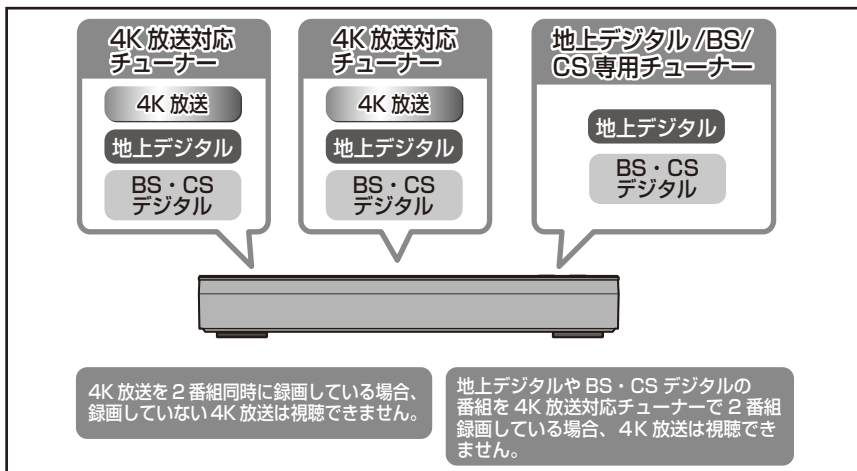 4K 放送対応
チューナー
4K 放送
地上デジタル
BS・CS
デジタル
4K 放送対応
チューナー
4K 放送
地上デジタル
BS・CS
デジタル
地上デジタル /BS/
CS 専用チューナー
地上デジタル
BS・CS
デジタル
4K 放送を 2 番組同時に録画している場合、
録画していない 4K 放送は視聴できません。
地上デジタルや BS・CS デジタルの
番組を 4K 放送対応チューナーで 2 番組
録画している場合、4K 放送は視聴でき
ません。